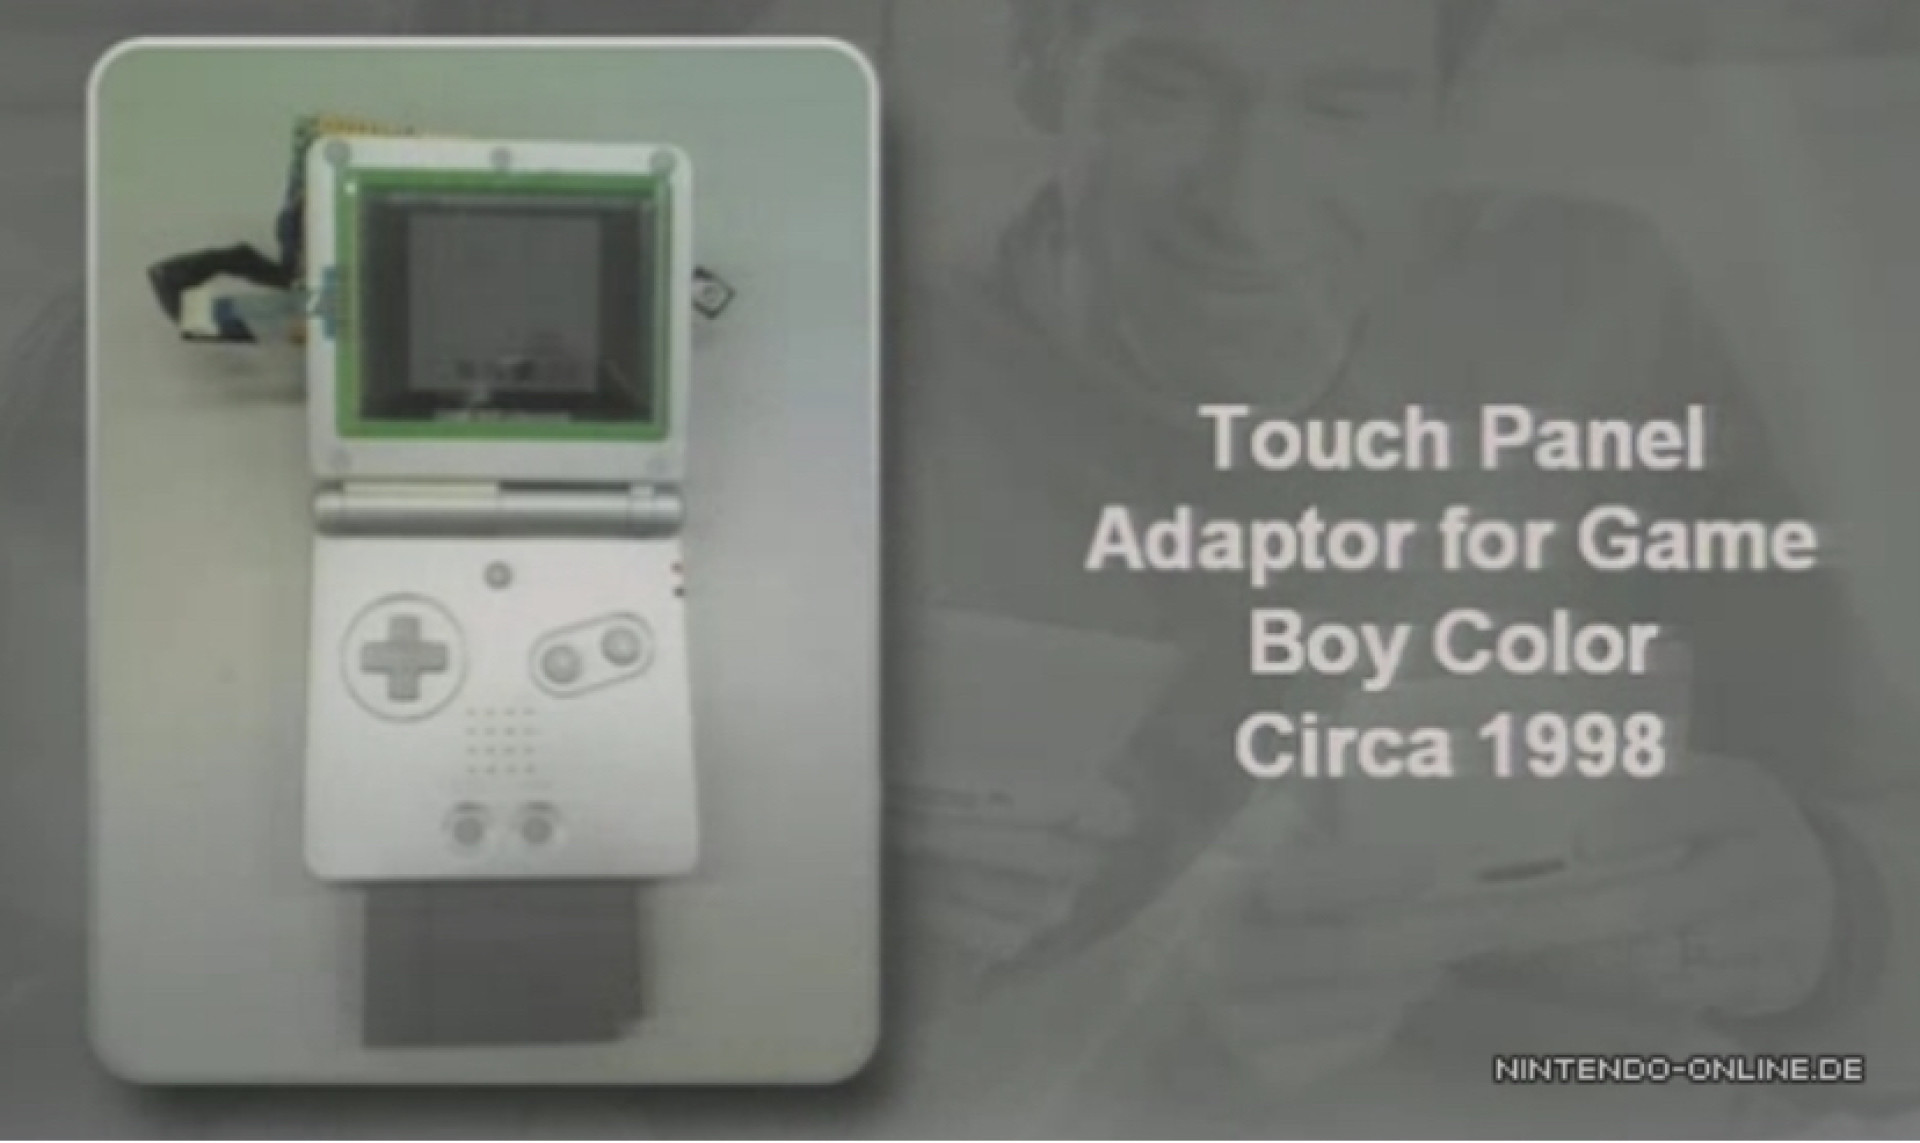 Touch Panel
Adaptor for Game
Boy Color
Circa 1998
NINTENDO-ONLINE.DE